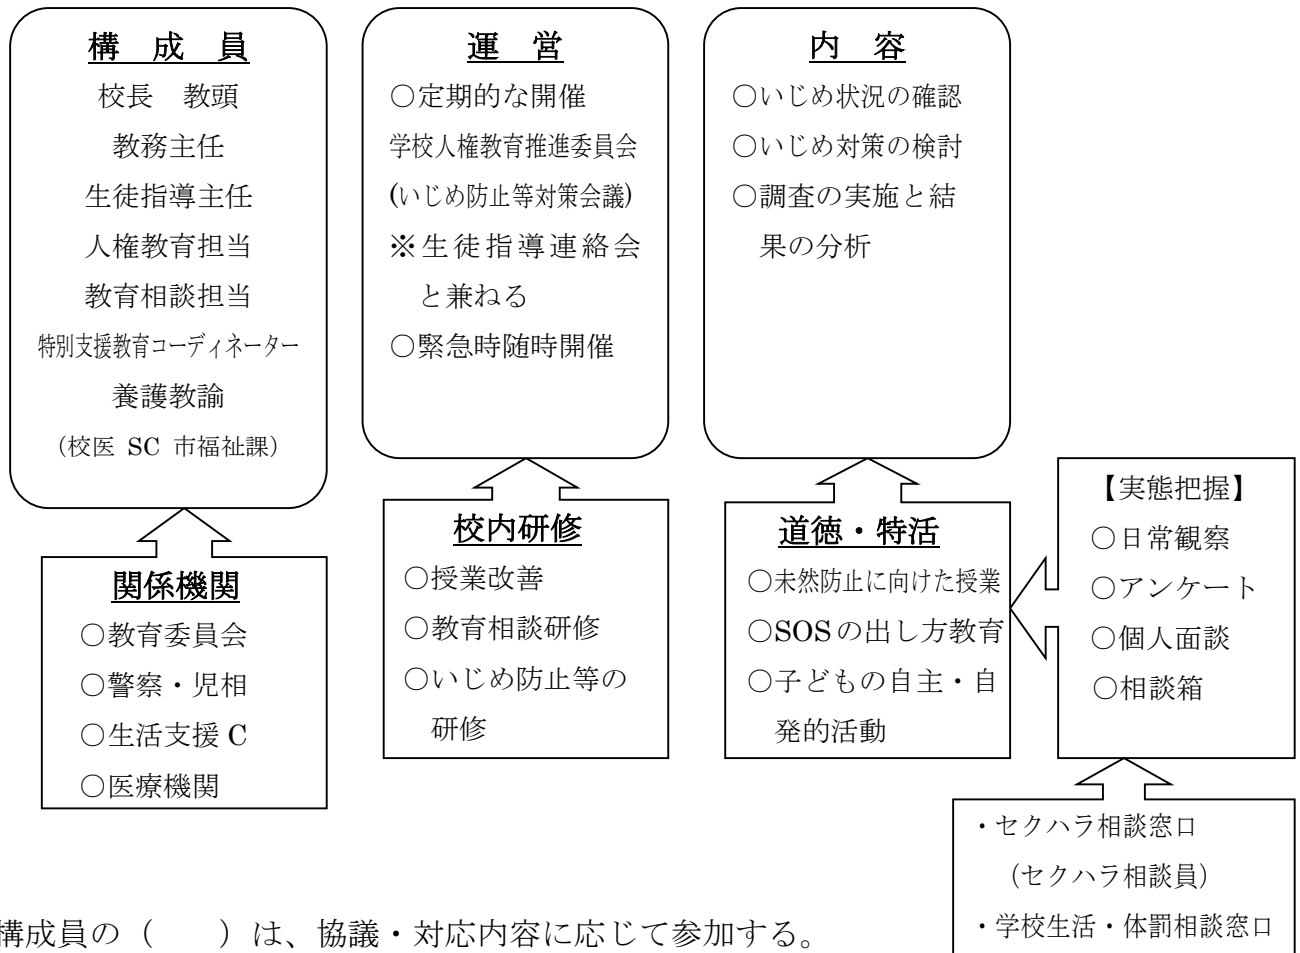 構　成　員
校長　教頭
教務主任
生徒指導主任
人権教育担当
教育相談担当
特別支援教育コーディネーター
養護教諭
（校医 SC 市福祉課）
運　営
○定期的な開催
学校人権教育推進委員会
(いじめ防止等対策会議)
※生徒指導連絡会
と兼ねる
○緊急時随時開催
内　容
○いじめ状況の確認
○いじめ対策の検討
○調査の実施と結
果の分析
関係機関
○教育委員会
○警察・児相
○生活支援 C
○医療機関
校内研修
○授業改善
○教育相談研修
○いじめ防止等の
研修
道徳・特活
○未然防止に向けた授業
○SOSの出し方教育
○子どもの自主・自
発的活動
【実態把握】
○日常観察
○アンケート
○個人面談
○相談箱
・セクハラ相談窓口
（セクハラ相談員）
・学校生活・体罰相談窓口
構成員の（　　）は、協議・対応内容に応じて参加する。